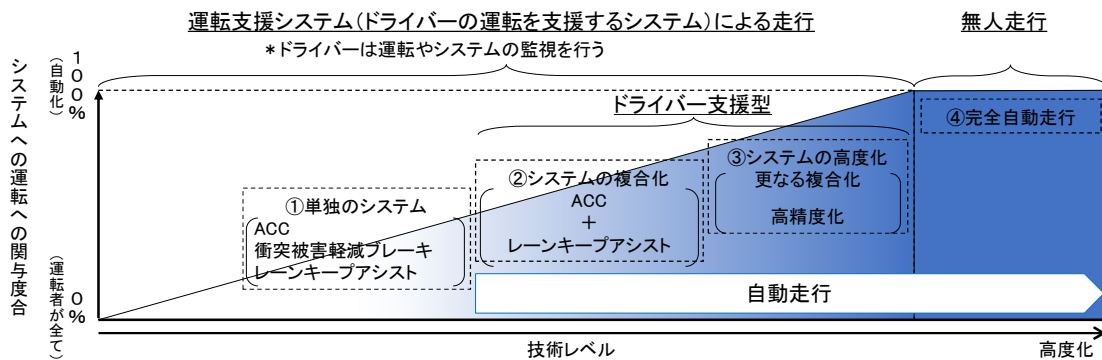 運転支援システム(ドライバーの運転を支援するシステム)による走行
無人走行
*ドライバーは運転やシステムの監視を行う
システムへの運転への関与度合
100%
(自動化)
ドライバー支援型
④完全自動走行
③システムの高度化
更なる複合化
高精度化
②システムの複合化
ACC
+
レーンキープアシスト
①単独のシステム
ACC
衝突被害軽減ブレーキ
レーンキープアシスト
自動走行
0%
(運転者が全て)
技術レベル
高度化